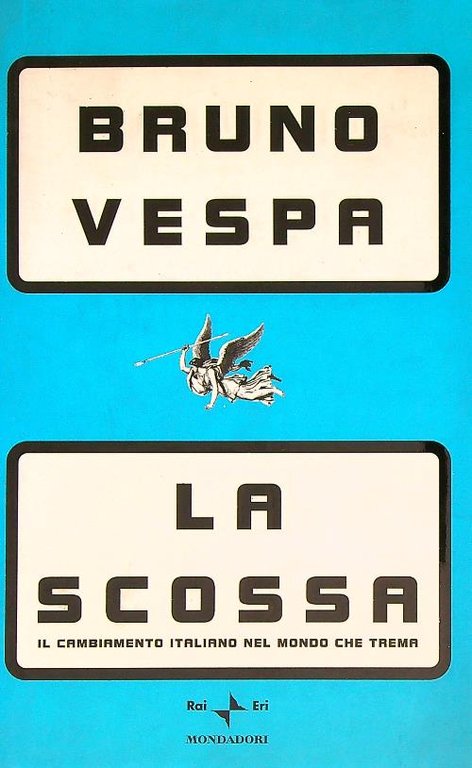 BRUNO
VESPA
LA
SCOSSA
IL CAMBIAMENTO ITALIANO NEL MONDO CHE TREMA
Rai Eri
MONDADORI